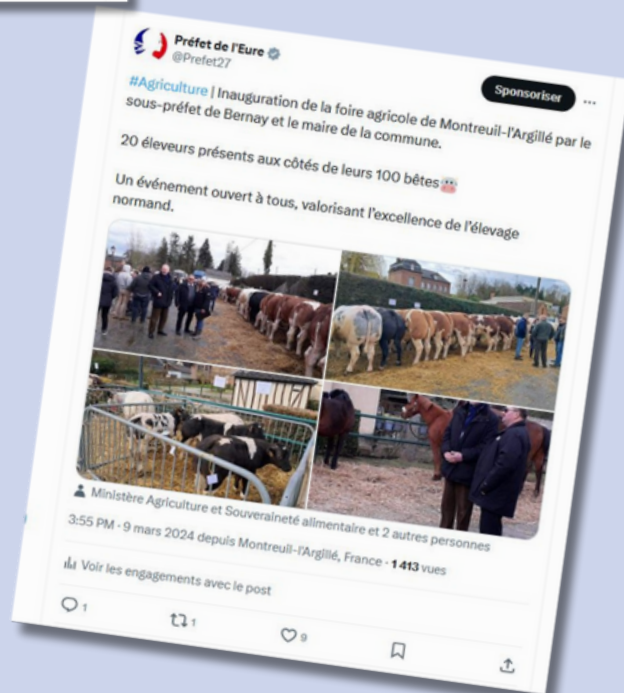 Préfet de l'Eure
@Prefet27
Sponsoriser
#Agriculture | Inauguration de la foire agricole de Montreuil-l'Argillé par le
sous-préfet de Bernay et le maire de la commune.
20 éleveurs présents aux côtés de leurs 100 bêtes🐮
Un événement ouvert à tous, valorisant l'excellence de l'élevage
normand.
Ministère Agriculture et Souveraineté alimentaire et 2 autres personnes
3:55 PM · 9 mars 2024 depuis Montreuil-l'Argillé, France · 1 413 vues
Voir les engagements avec le post
1
1
9